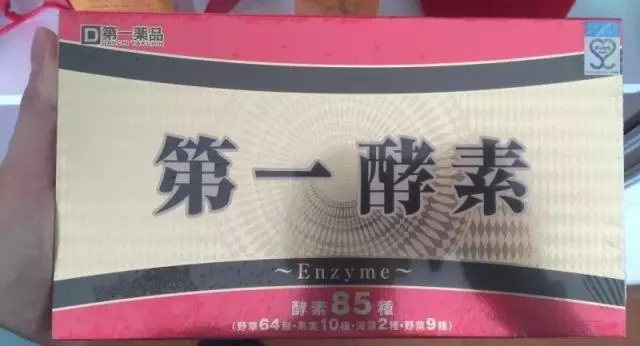 D 第一薬品
DAIICHI YAKUHIN
第一酵素
～Enzyme～
酵素85種
(野草64種・果実10種・海藻2種・野菜9種)